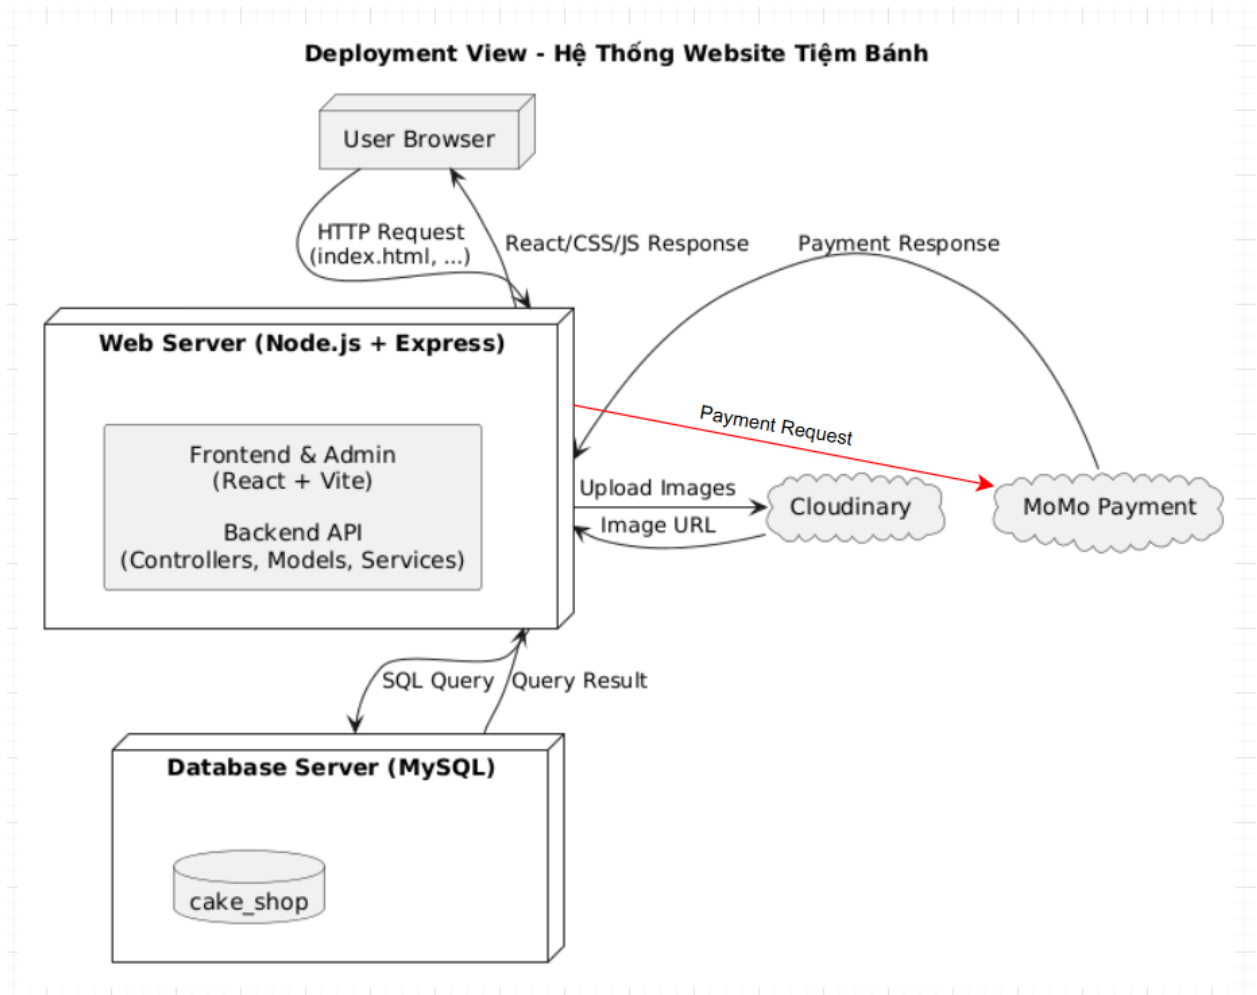 Deployment View - Hệ Thống Website Tiệm Bánh
User Browser
HTTP Request
(index.html, ...)
React/CSS/JS Response
Payment Response
Web Server (Node.js + Express)
Payment Request
Frontend & Admin
(React + Vite)
Backend API
(Controllers, Models, Services)
Upload Images
Image URL
Cloudinary
MoMo Payment
SQL Query
Query Result
Database Server (MySQL)
cake_shop